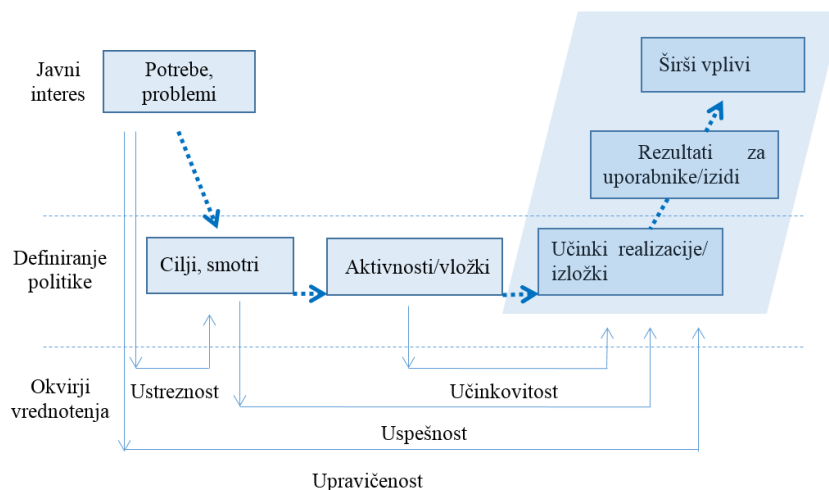 Javni
interes
Potrebe,
problemi
Širši vplivi
Rezultati za
uporabnike/izidi
Definiranje
politike
Cilji, smotri
Aktivnosti/vložki
Učinki realizacije/
izložki
Okvirji
vrednotenja
Ustreznost
Učinkovitost
Uspešnost
Upravičenost